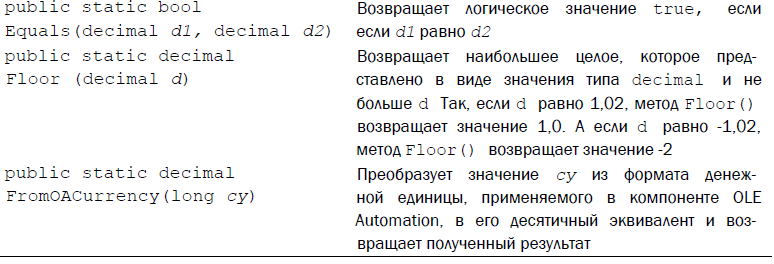 public static bool
Equals(decimal d1, decimal d2)
Возвращает логическое значение true, если
если d1 равно d2
public static decimal
Floor (decimal d)
Возвращает наибольшее целое, которое пред-
ставлено в виде значения типа decimal и не
больше d Так, если d равно 1,02, метод Floor()
возвращает значение 1,0. А если d равно -1,02,
метод Floor() возвращает значение -2
public static decimal
FromOACurrency(long cy)
Преобразует значение cy из формата денеж-
ной единицы, применяемого в компоненте OLE
Automation, в его десятичный эквивалент и воз-
вращает полученный результат